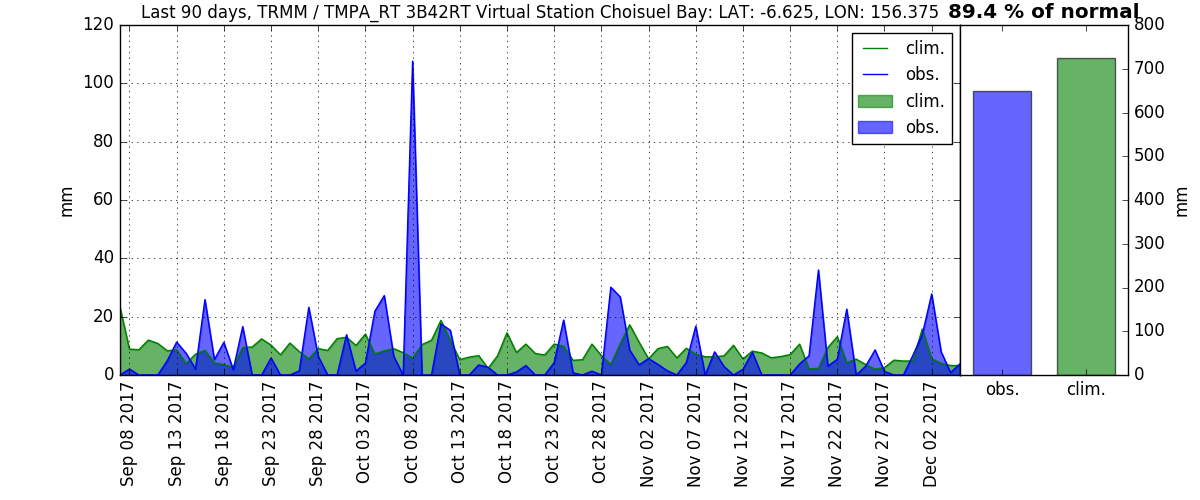 Last 90 days, TRMM / TMPA_RT 3B42RT Virtual Station Choisuel Bay: LAT: -6.625, LON: 156.375 89.4 % of normal
120
100
80
60
40
20
0
mm
clim.
obs.
clim.
obs.
800
700
600
500
400
300
200
100
0
mm
obs.
clim.
Sep 08 2017
Sep 13 2017
Sep 18 2017
Sep 23 2017
Sep 28 2017
Oct 03 2017
Oct 08 2017
Oct 13 2017
Oct 18 2017
Oct 23 2017
Oct 28 2017
Nov 02 2017
Nov 07 2017
Nov 12 2017
Nov 17 2017
Nov 22 2017
Nov 27 2017
Dec 02 2017